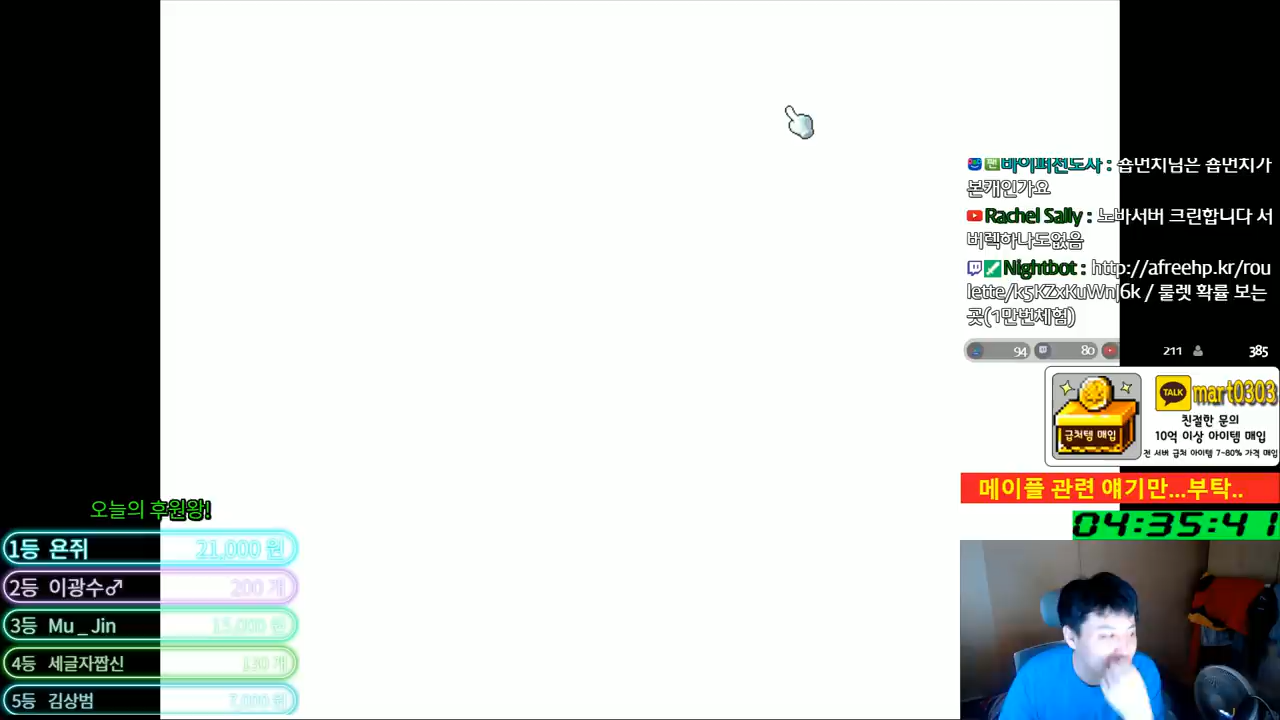 바이퍼전도사 : 숍먼지님은 숍먼지가
본캐인가요
Rachel Sally : 노바서버 크린합니다 서
버렉하나도없음
Nightbot : http://afreehp.kr/rou
lette/k5KZxKuWnj6k / 룰렛 확률 보는
곳(1만번체험)
94 80 211 385
TALK mart0303
친절한 문의
급처템 매입
10억 이상 아이템 매입
전 서버 급처 아이템 7~80% 가격 매입
메이플 관련 얘기만...부탁..
04:35:41
오늘의 후원왕!
1등 욘쥐 21,000 원
2등 이광수♂ 200 개
3등 Mu_Jin 15,000 원
4등 세글자짭신 130 개
5등 김상범 7,000 원